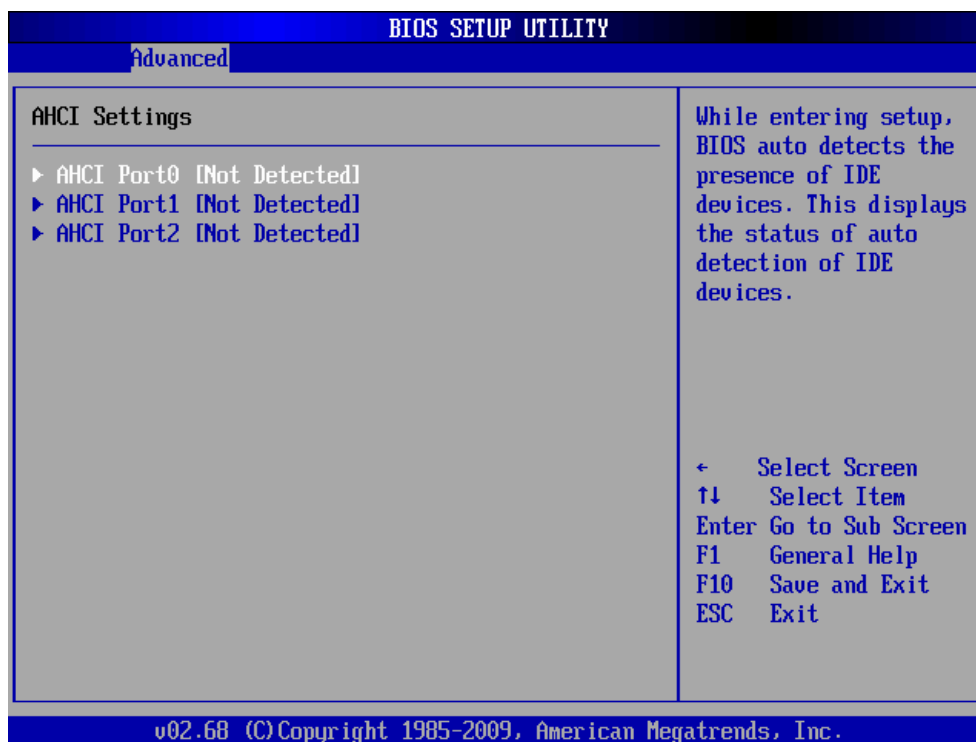 BIOS SETUP UTILITY
Advanced
AHCI Settings
▶ AHCI Port0 [Not Detected]
▶ AHCI Port1 [Not Detected]
▶ AHCI Port2 [Not Detected]
While entering setup,
BIOS auto detects the
presence of IDE
devices. This displays
the status of auto
detection of IDE
devices.
← Select Screen
↑↓ Select Item
Enter Go to Sub Screen
F1 General Help
F10 Save and Exit
ESC Exit
v02.68 (C)Copyright 1985-2009, American Megatrends, Inc.